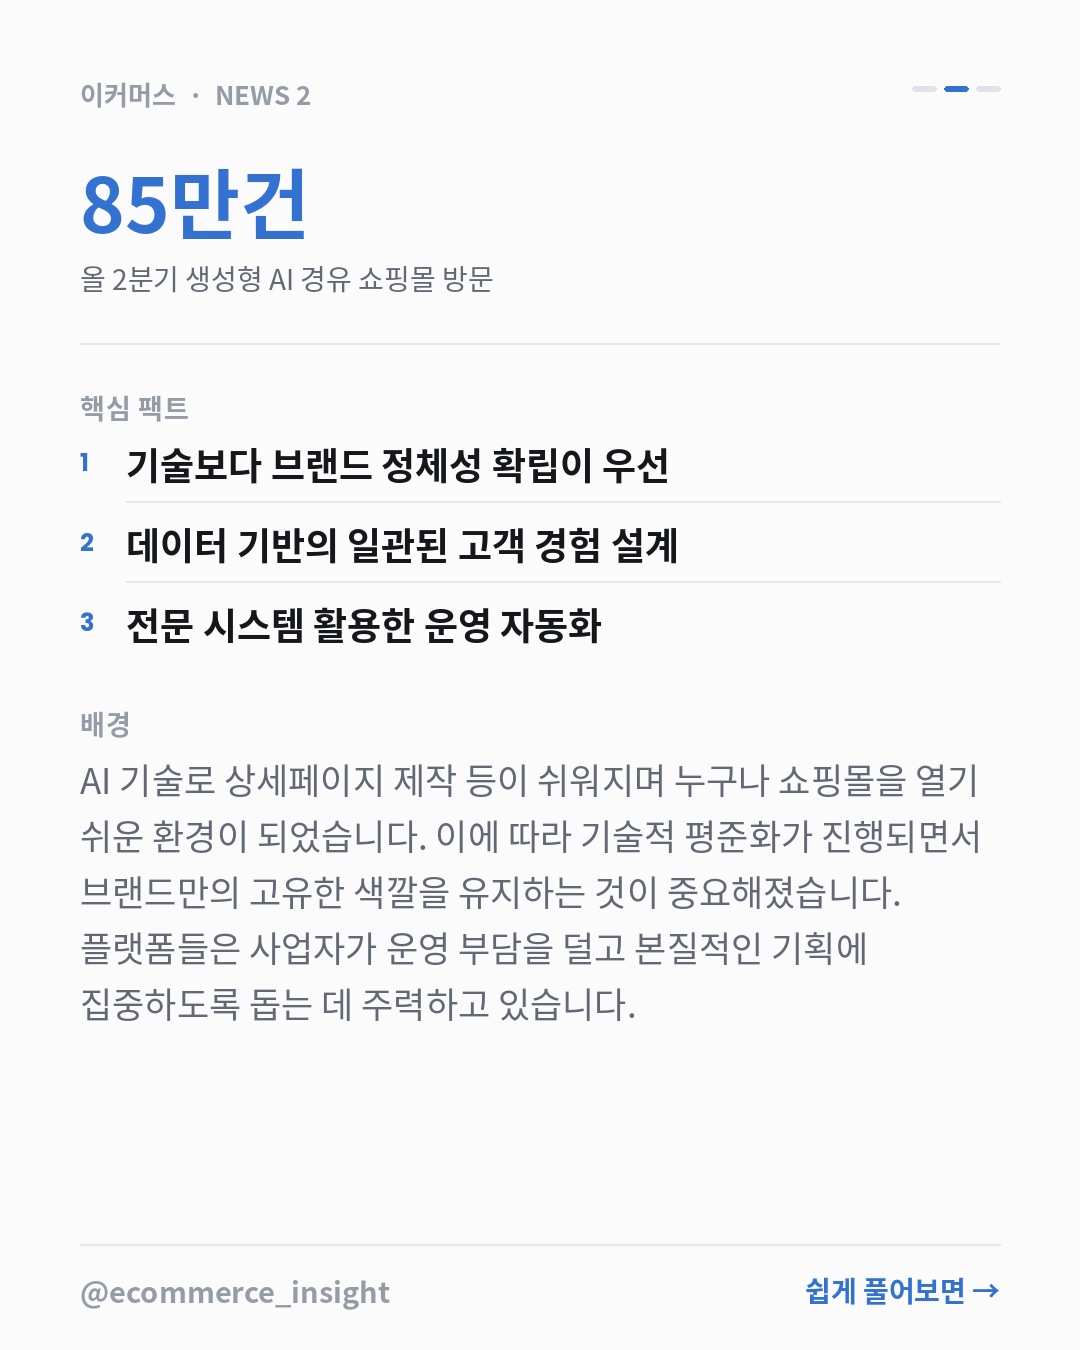 이커머스 · NEWS 2
85만건
올 2분기 생성형 AI 경유 쇼핑몰 방문
핵심 팩트
1 기술보다 브랜드 정체성 확립이 우선
2 데이터 기반의 일관된 고객 경험 설계
3 전문 시스템 활용한 운영 자동화
배경
AI 기술로 상세페이지 제작 등이 쉬워지며 누구나 쇼핑몰을 열기
쉬운 환경이 되었습니다. 이에 따라 기술적 평준화가 진행되면서
브랜드만의 고유한 색깔을 유지하는 것이 중요해졌습니다.
플랫폼들은 사업자가 운영 부담을 덜고 본질적인 기획에
집중하도록 돕는 데 주력하고 있습니다.
@ecommerce_insight
쉽게 풀어보면 →